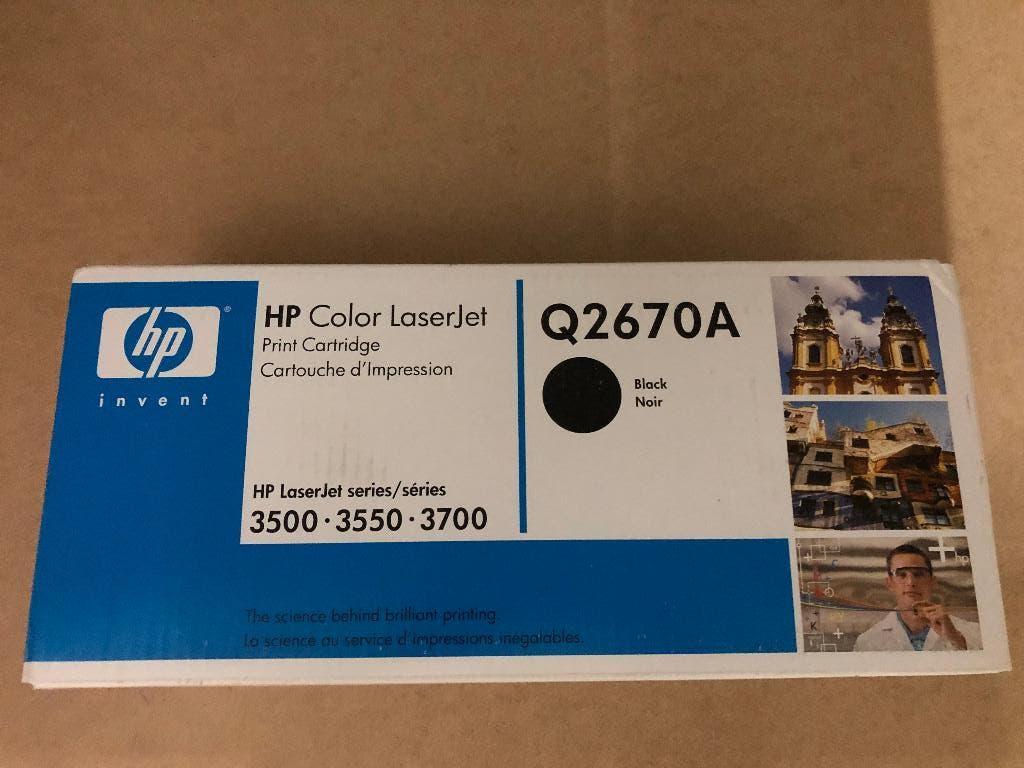 hp®
invent
HP Color LaserJet
Print Cartridge
Cartouche d'Impression
HP LaserJet series/séries
3500 · 3550 · 3700
Q2670A
Black
Noir
The science behind brilliant printing.
La science au service d'impressions inégalables.
+hp
K